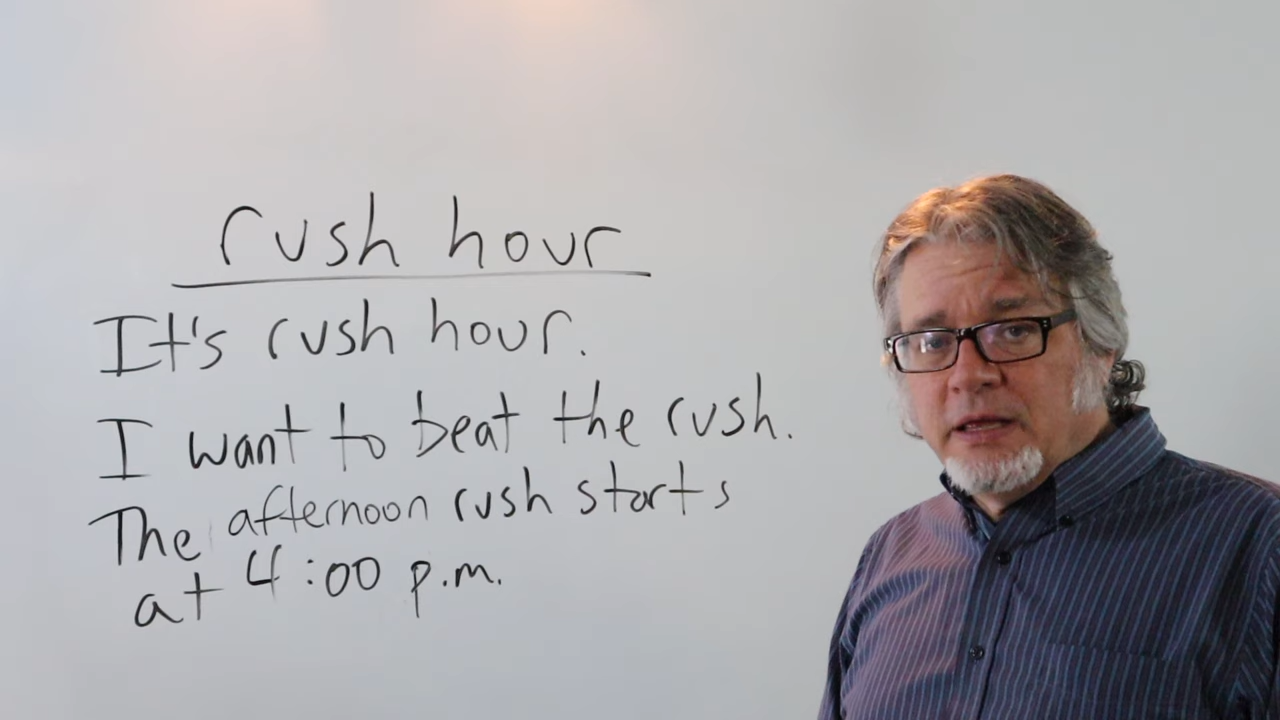 rush hour
It's rush hour.
I want to beat the rush.
The afternoon rush starts
at 4:00 p.m.